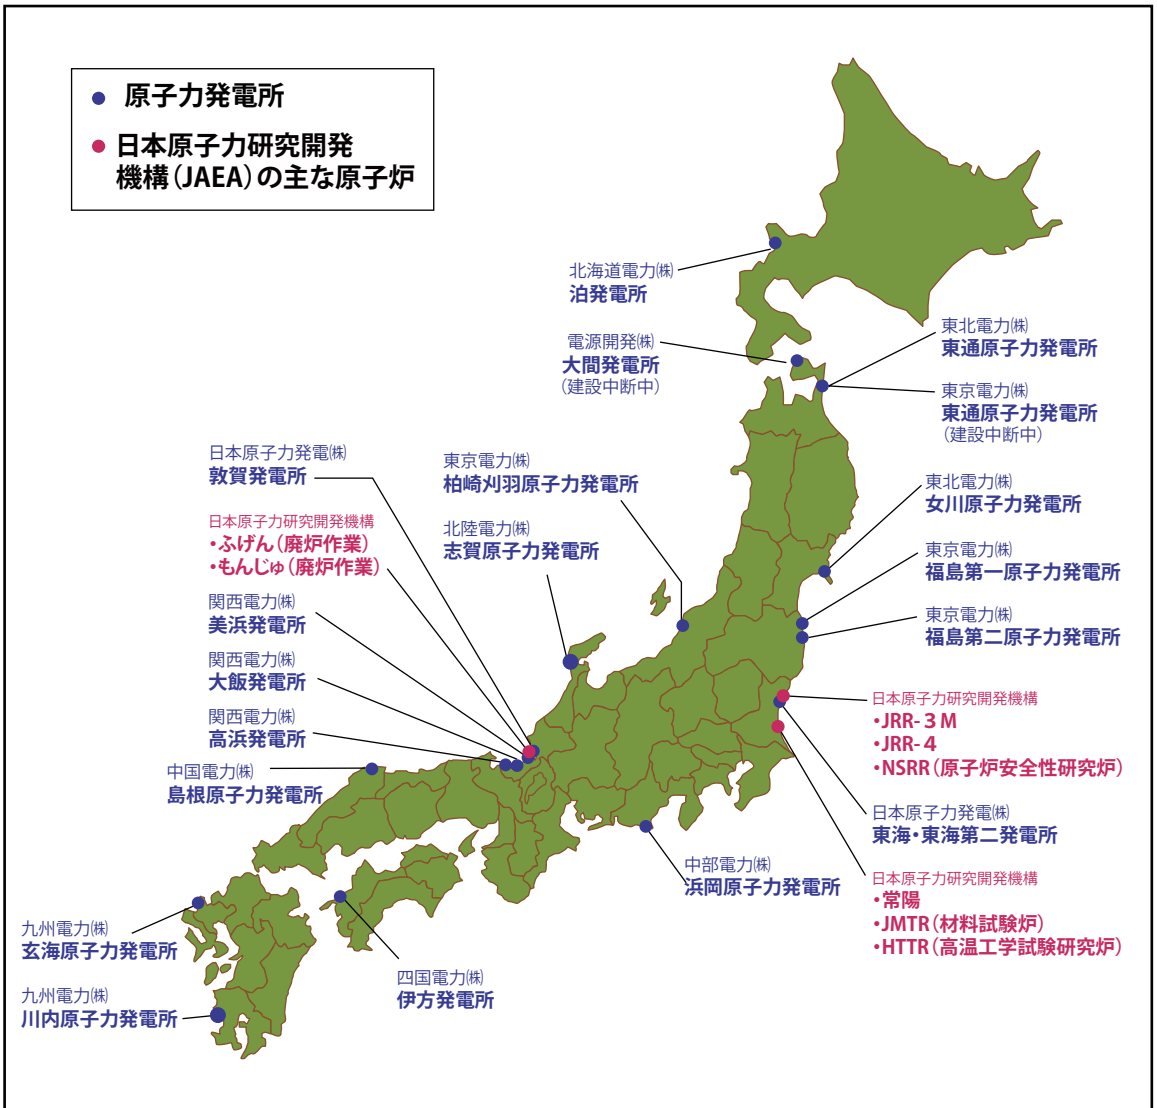 原子力発電所
日本原子力研究開発
機構(JAEA)の主な原子炉
北海道電力㈱
泊発電所
電源開発㈱
大間発電所
(建設中断中)
東北電力㈱
東通原子力発電所
東京電力㈱
東通原子力発電所
(建設中断中)
日本原子力発電㈱
敦賀発電所
東京電力㈱
柏崎刈羽原子力発電所
東北電力㈱
女川原子力発電所
日本原子力研究開発機構
・ふげん(廃炉作業)
・もんじゅ(廃炉作業)
北陸電力㈱
志賀原子力発電所
東京電力㈱
福島第一原子力発電所
関西電力㈱
美浜発電所
東京電力㈱
福島第二原子力発電所
関西電力㈱
大飯発電所
関西電力㈱
高浜発電所
日本原子力研究開発機構
・JRR-３M
・JRR-４
・NSRR(原子炉安全性研究炉)
中国電力㈱
島根原子力発電所
日本原子力発電㈱
東海・東海第二発電所
中部電力㈱
浜岡原子力発電所
日本原子力研究開発機構
・常陽
・JMTR(材料試験炉)
・HTTR(高温工学試験研究炉)
九州電力㈱
玄海原子力発電所
四国電力㈱
伊方発電所
九州電力㈱
川内原子力発電所